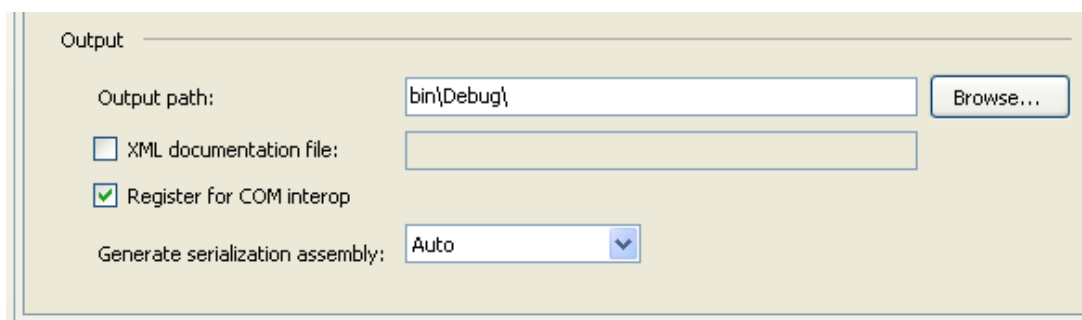 Output
Output path: bin\Debug\ Browse...
XML documentation file:
Register for COM interop
Generate serialization assembly: Auto